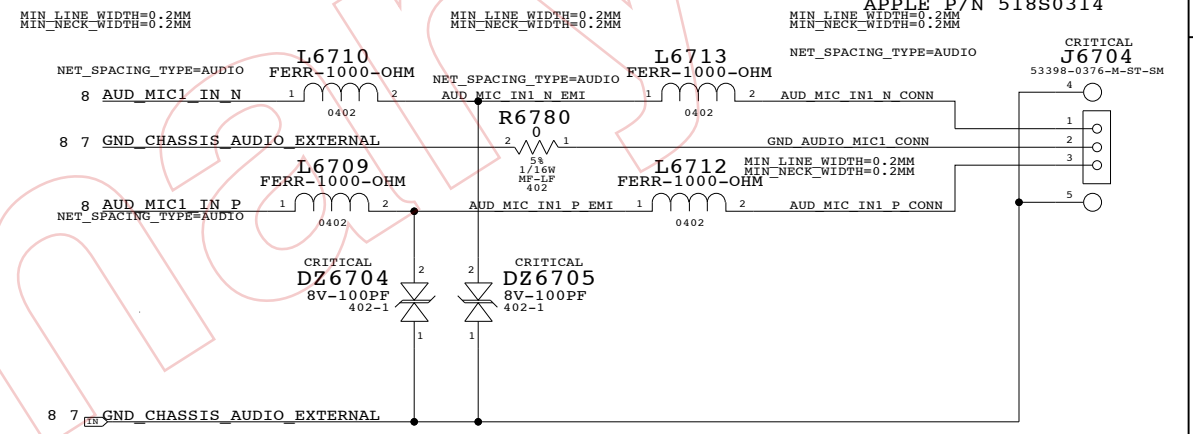 APPLE P/N 518S0314
MIN_LINE_WIDTH=0.2MM
MIN_NECK_WIDTH=0.2MM
MIN_LINE_WIDTH=0.2MM
MIN_NECK_WIDTH=0.2MM
MIN_LINE_WIDTH=0.2MM
MIN_NECK_WIDTH=0.2MM
NET_SPACING_TYPE=AUDIO
CRITICAL
J6704
53398-0376-M-ST-SM
L6710
FERR-1000-OHM
NET_SPACING_TYPE=AUDIO
L6713
FERR-1000-OHM
NET_SPACING_TYPE=AUDIO
4
8 AUD_MIC1_IN_N 1 2 AUD_MIC_IN1_N_EMI 1 2 AUD_MIC_IN1_N_CONN
0402
0402
R6780
0
1
8 7 GND_CHASSIS_AUDIO_EXTERNAL 2 1 GND_AUDIO_MIC1_CONN 2
5%
1/16W
MF-LF
402
MIN_LINE_WIDTH=0.2MM
MIN_NECK_WIDTH=0.2MM
3
L6709
FERR-1000-OHM
L6712
FERR-1000-OHM
8 AUD_MIC1_IN_P 1 2 AUD_MIC_IN1_P_EMI 1 2 AUD_MIC_IN1_P_CONN 5
NET_SPACING_TYPE=AUDIO
0402
0402
CRITICAL
DZ6704
8V-100PF
402-1
2
1
CRITICAL
DZ6705
8V-100PF
402-1
2
1
8 7 IN GND_CHASSIS_AUDIO_EXTERNAL